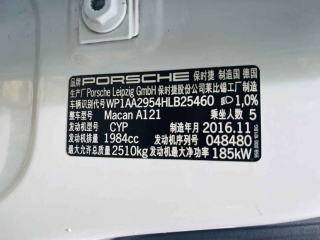 品牌 PORSCHE 保时捷 制造国 德国
生产厂 Porsche Leipzig GmbH 保时捷股份公司莱比锡工厂制造
车辆识别代号 WP1AA2954HLB25460 1,0%
整车型号 Macan A121 乘坐人数 5
发动机型号 CYP 制造年月 2016.11
发动机排量 1984cc 发动机序列号 048480
最大允许总质量 2510kg 发动机最大净功率 185kW